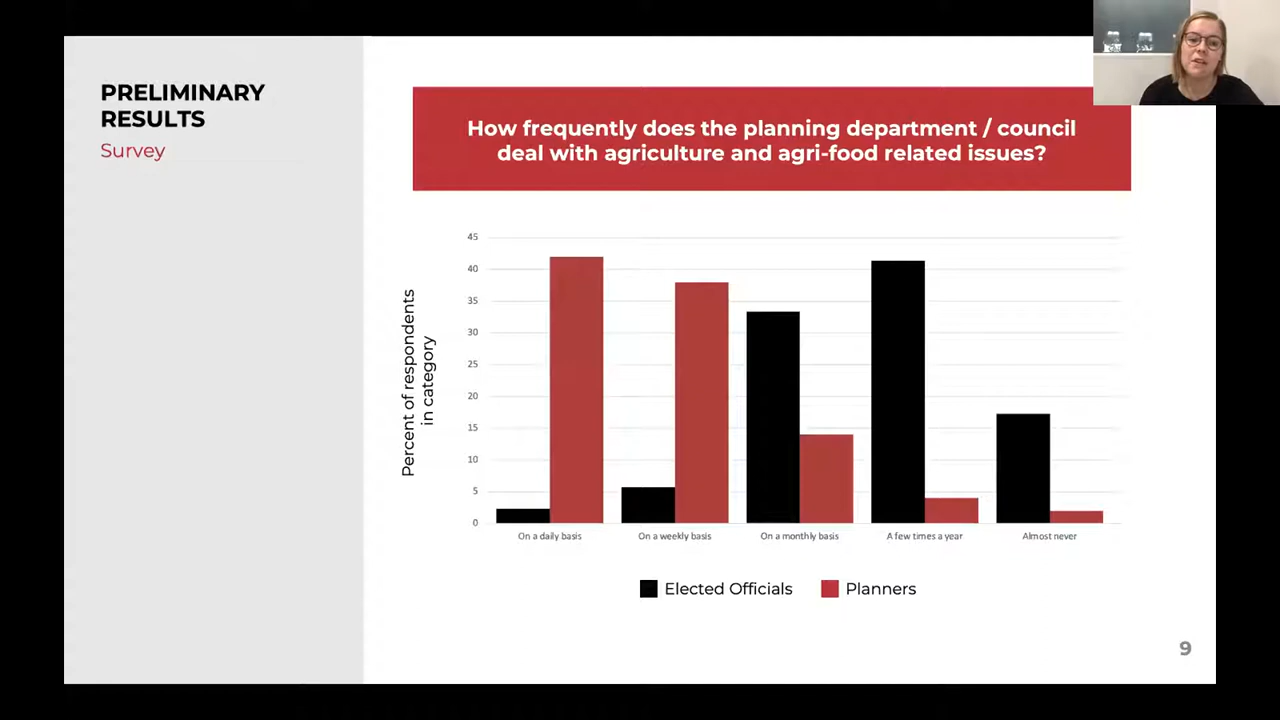 PRELIMINARY
RESULTS
Survey
How frequently does the planning department / council
deal with agriculture and agri-food related issues?
Percent of respondents
in category
45
40
35
30
25
20
15
10
5
0
On a daily basis
On a weekly basis
On a monthly basis
A few times a year
Almost never
Elected Officials
Planners
9